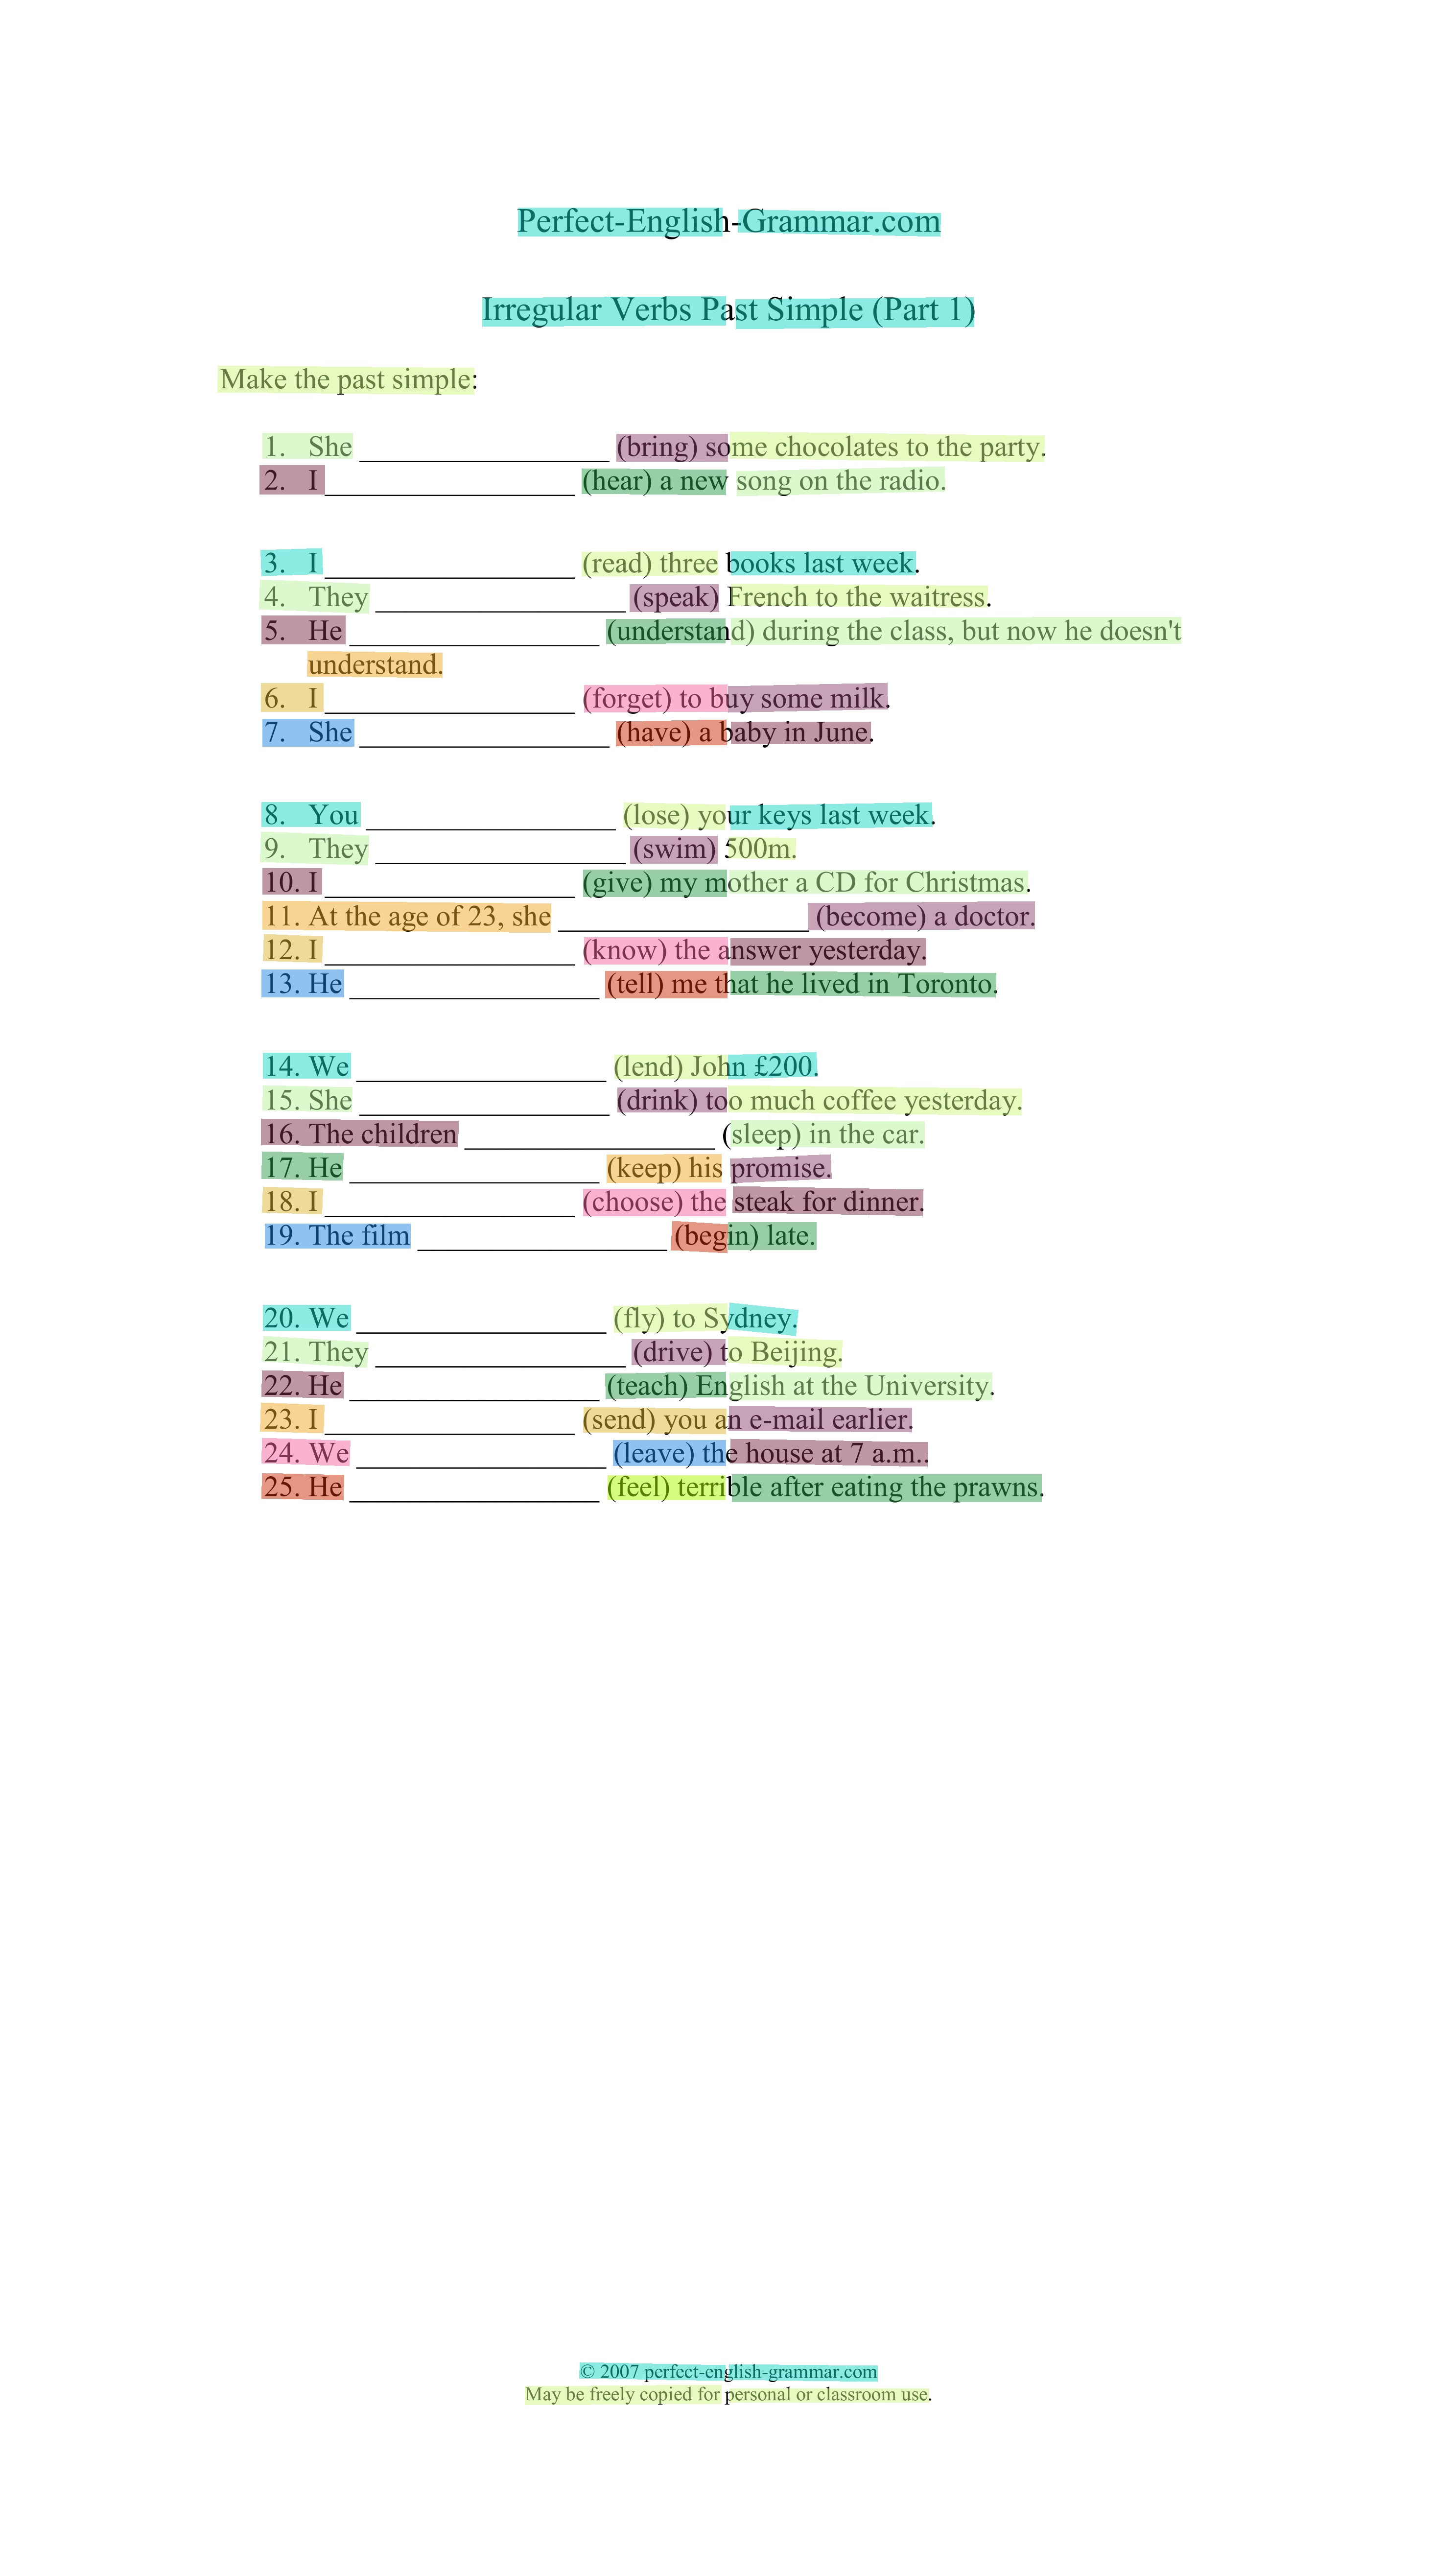 Perfect-English-Grammar.com
Irregular Verbs Past Simple (Part 1)
Make the past simple:
1. She __________________ (bring) some chocolates to the party.
2. I __________________ (hear) a new song on the radio.
3. I __________________ (read) three books last week.
4. They __________________ (speak) French to the waitress.
5. He __________________ (understand) during the class, but now he doesn't
understand.
6. I __________________ (forget) to buy some milk.
7. She __________________ (have) a baby in June.
8. You __________________ (lose) your keys last week.
9. They __________________ (swim) 500m.
10. I __________________ (give) my mother a CD for Christmas.
11. At the age of 23, she __________________ (become) a doctor.
12. I __________________ (know) the answer yesterday.
13. He __________________ (tell) me that he lived in Toronto.
14. We __________________ (lend) John £200.
15. She __________________ (drink) too much coffee yesterday.
16. The children __________________ (sleep) in the car.
17. He __________________ (keep) his promise.
18. I __________________ (choose) the steak for dinner.
19. The film __________________ (begin) late.
20. We __________________ (fly) to Sydney.
21. They __________________ (drive) to Beijing.
22. He __________________ (teach) English at the University.
23. I __________________ (send) you an e-mail earlier.
24. We __________________ (leave) the house at 7 a.m..
25. He __________________ (feel) terrible after eating the prawns.
© 2007 perfect-english-grammar.com
May be freely copied for personal or classroom use.